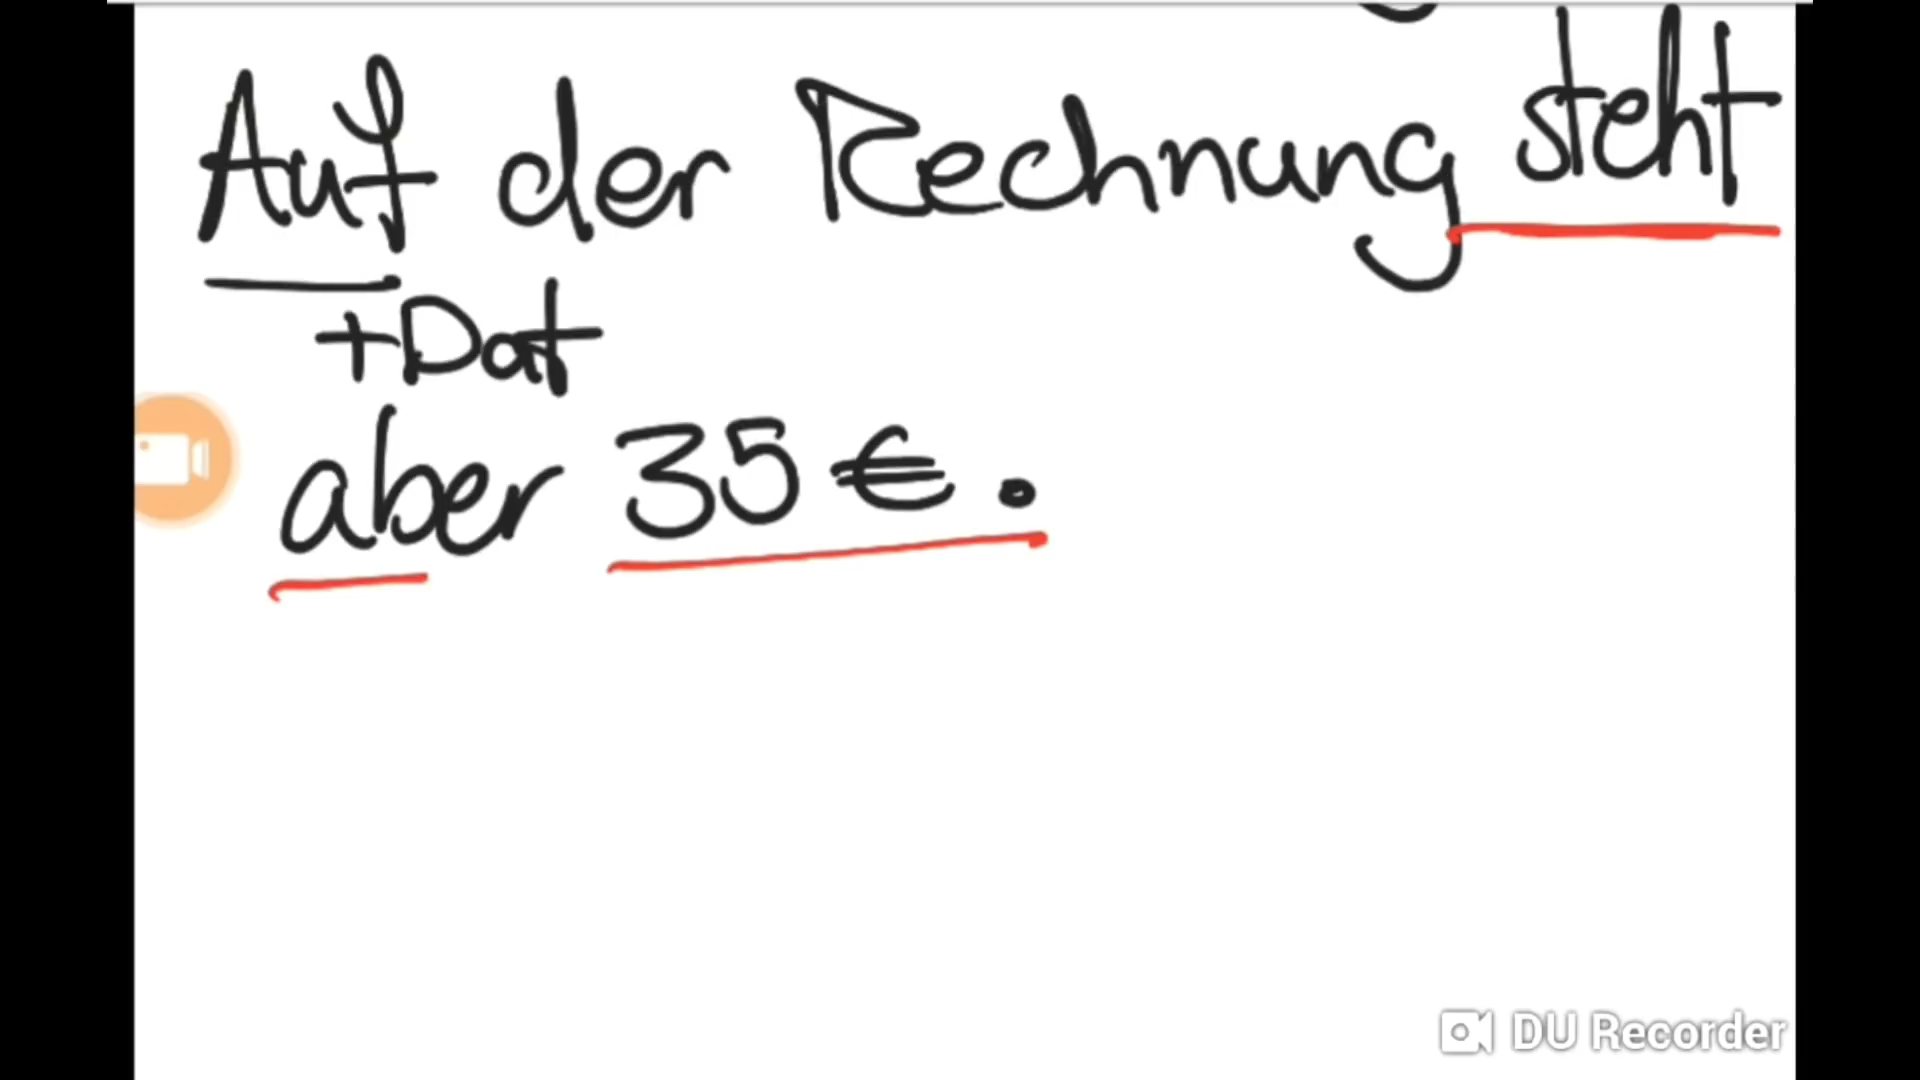 Auf der Rechnung steht
+Dat
aber 35€.
DU Recorder